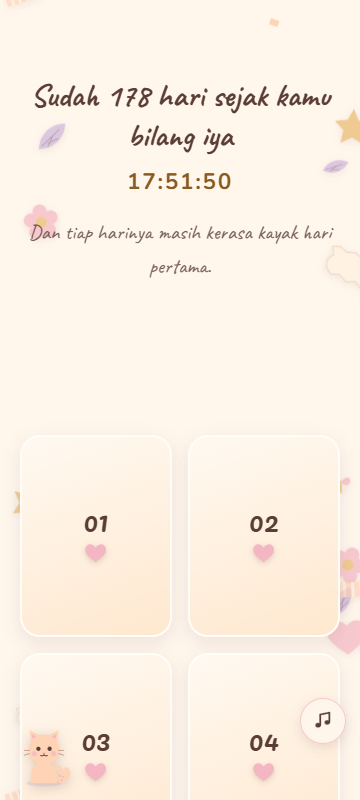 Sudah 178 hari sejak kamu
bilang iya
17:51:50
Dan tiap harinya masih kerasa kayak hari
pertama.
01
02
03
04